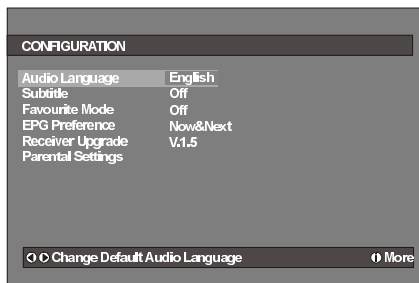 CONFIGURATION
Audio Language English
Subtitle Off
Favourite Mode Off
EPG Preference Now&Next
Receiver Upgrade V.1.5
Parental Settings
Change Default Audio Language More